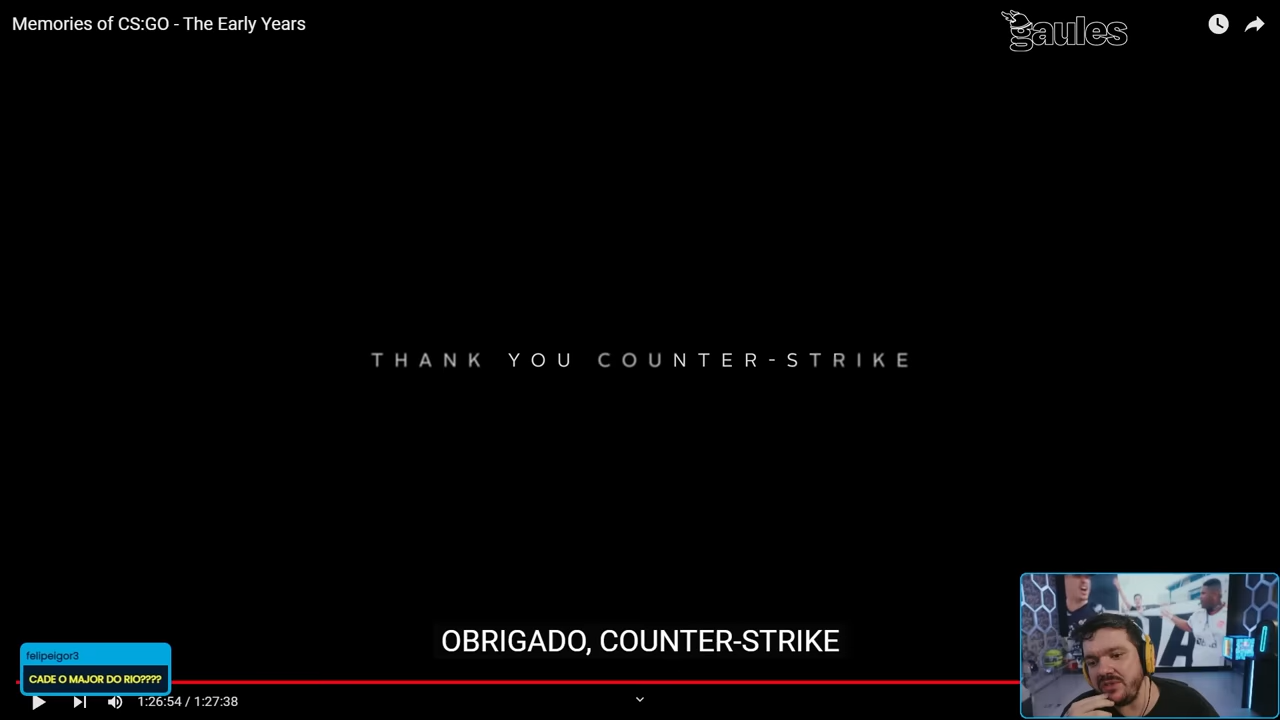 Memories of CS:GO - The Early Years
gaules
THANK YOU COUNTER-STRIKE
OBRIGADO, COUNTER-STRIKE
felipeigor3
CADE O MAJOR DO RIO????
1:26:54 / 1:27:38